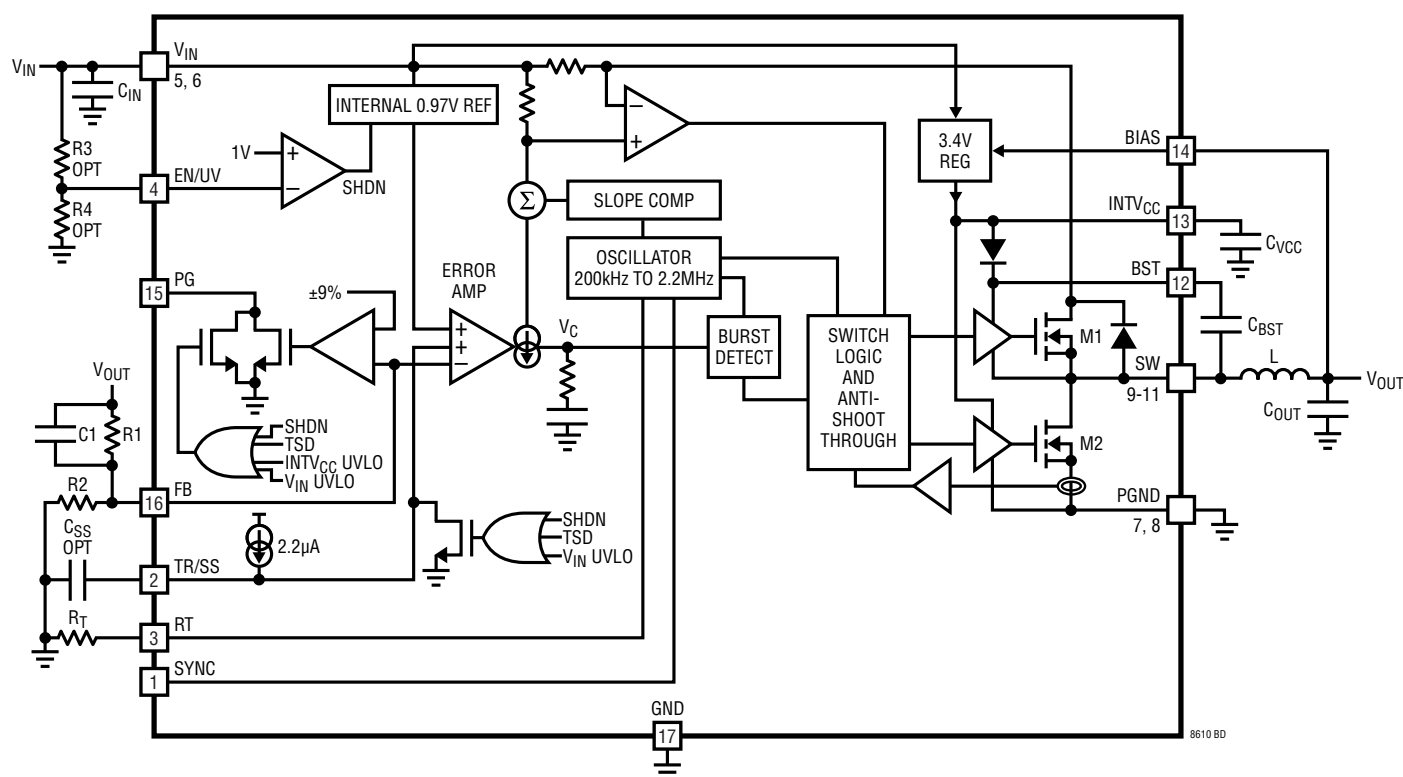 VIN
VIN
5, 6
CIN
R3
OPT
4
EN/UV
R4
OPT
1V
+
−
SHDN
INTERNAL 0.97V REF
−
+
Σ
SLOPE COMP
OSCILLATOR
200kHz TO 2.2MHz
3.4V
REG
BIAS
14
INTVCC
13
CVCC
BST
12
CBST
M1
SW
9-11
L
VOUT
COUT
M2
PGND
7, 8
SWITCH
LOGIC
AND
ANTI-
SHOOT
THROUGH
BURST
DETECT
VC
ERROR
AMP
+
+
−
±9%
15
PG
VOUT
C1
R1
SHDN
TSD
INTVCC UVLO
VIN UVLO
R2
16
FB
CSS
OPT
2.2µA
SHDN
TSD
VIN UVLO
2
TR/SS
RT
3
RT
1
SYNC
GND
17
8610 BD